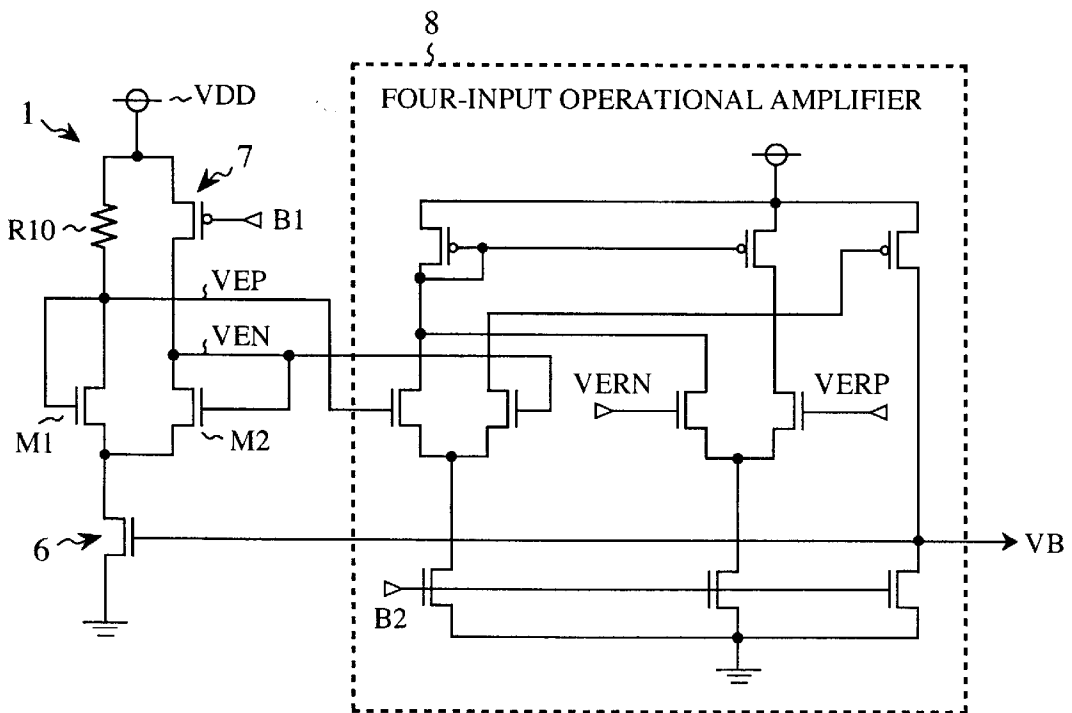 8
VDD
FOUR-INPUT OPERATIONAL AMPLIFIER
1
7
R10
B1
VEP
VEN
VERN
VERP
M1
M2
6
VB
B2